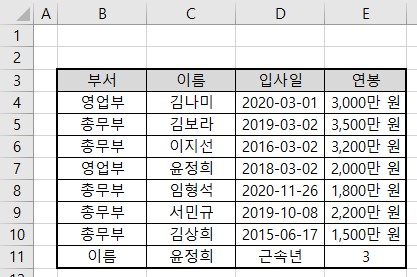 A B C D E
1
2
3 부서 이름 입사일 연봉
4 영업부 김나미 2020-03-01 3,000만 원
5 총무부 김보라 2019-03-02 3,500만 원
6 총무부 이지선 2016-03-02 3,200만 원
7 영업부 윤정희 2018-03-02 2,000만 원
8 총무부 임형석 2020-11-26 1,800만 원
9 총무부 서민규 2019-10-08 2,200만 원
10 총무부 김상희 2015-06-17 1,500만 원
11 이름 윤정희 근속년 3